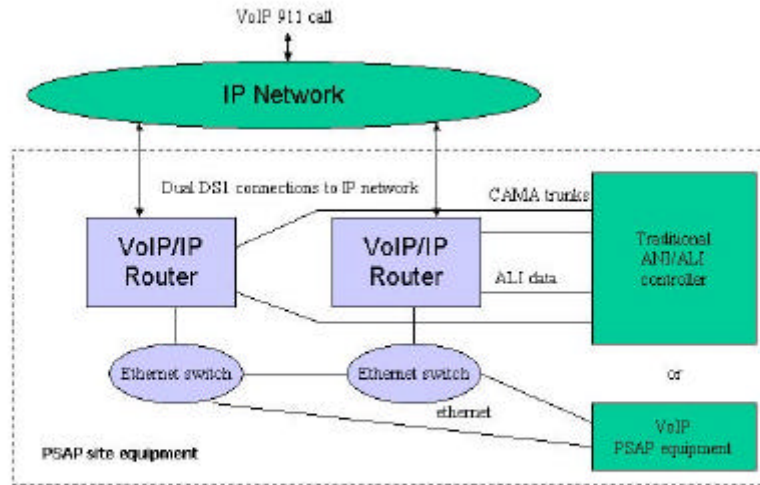 VoIP 911 call
IP Network
Dual DS1 connections to IP network
CAMA trunks
VoIP/IP
Router
VoIP/IP
Router
Traditional
ANI/ALI
controller
ALI data
Ethernet switch
Ethernet switch
or
ethernet
VoIP
PSAP equipment
PSAP site equipment